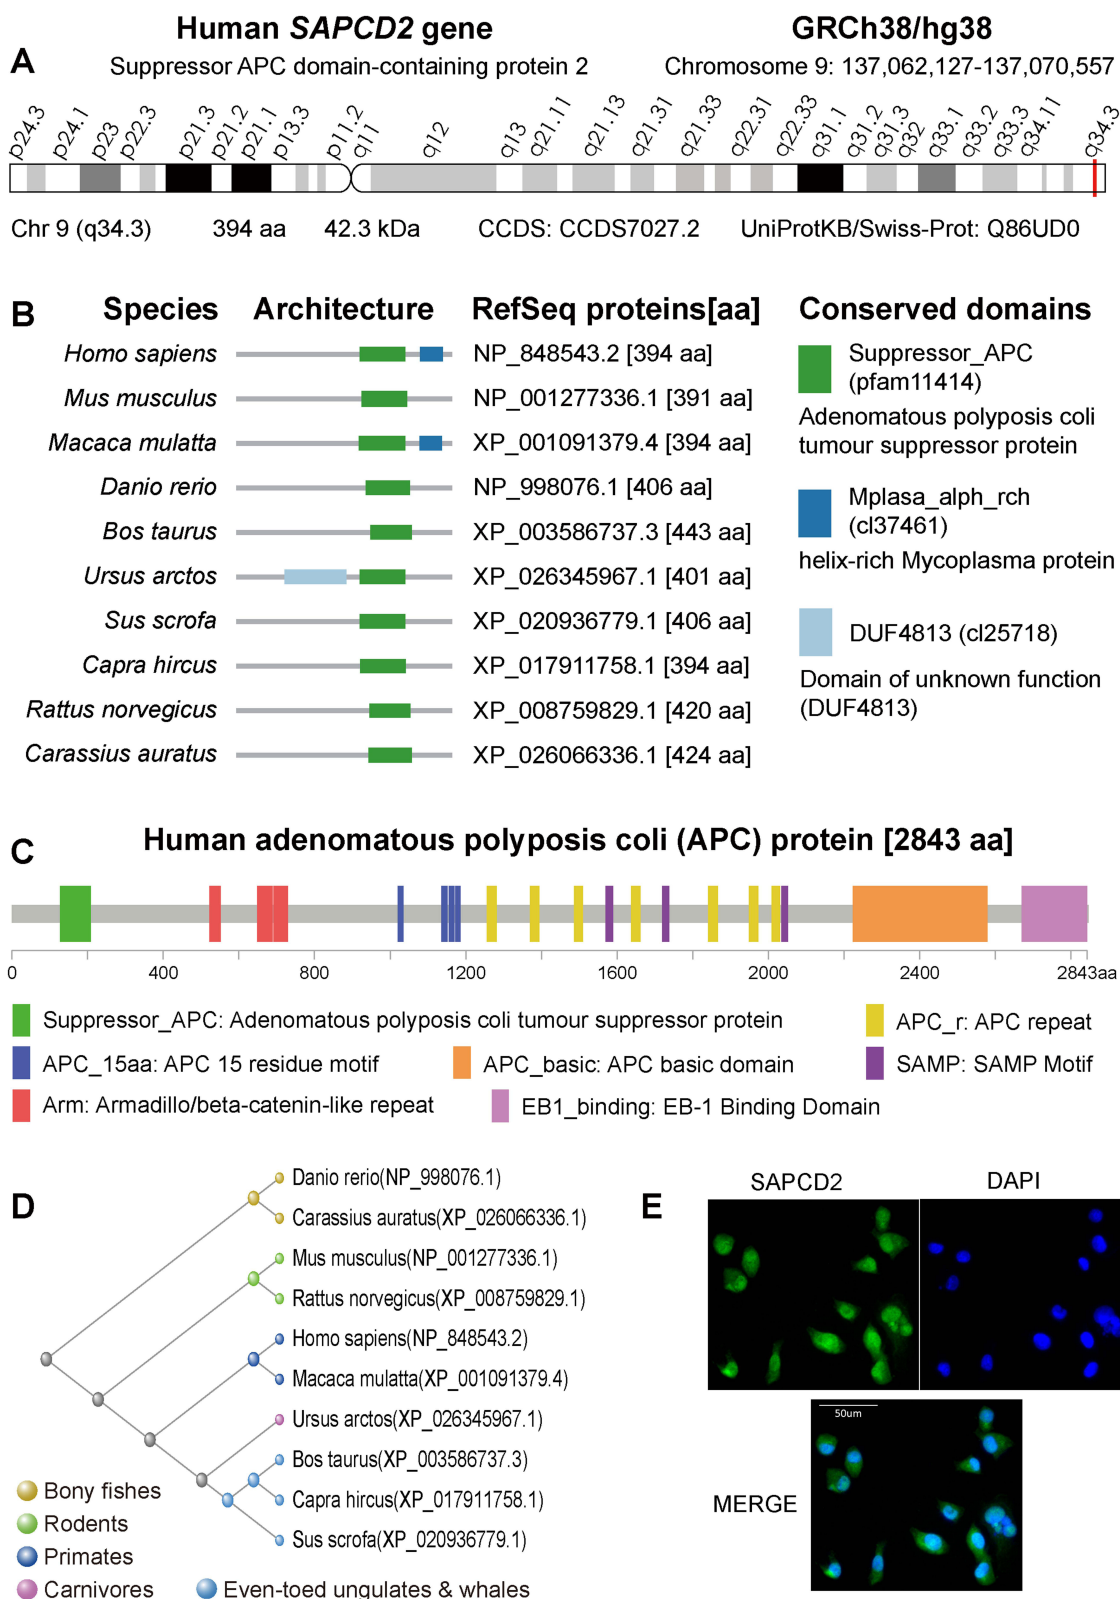 Human SAPCD2 gene
GRCh38/hg38
A
Suppressor APC domain-containing protein 2
Chromosome 9: 137,062,127-137,070,557
p24.3 p24.1 p23 p22.3 p21.3 p21.2 p21.1 p13.3 p11.2 q11 q12 q13 q21.11 q21.13 q21.31 q21.33 q22.31 q22.33 q31.1 q31.2 q31.3 q32 q33.1 q33.2 q33.3 q34.11 q34.3
Chr 9 (q34.3) 394 aa 42.3 kDa CCDS: CCDS7027.2 UniProtKB/Swiss-Prot: Q86UD0
B
Species Architecture RefSeq proteins[aa] Conserved domains
Homo sapiens NP_848543.2 [394 aa]
Mus musculus NP_001277336.1 [391 aa]
Macaca mulatta XP_001091379.4 [394 aa]
Danio rerio NP_998076.1 [406 aa]
Bos taurus XP_003586737.3 [443 aa]
Ursus arctos XP_026345967.1 [401 aa]
Sus scrofa XP_020936779.1 [406 aa]
Capra hircus XP_017911758.1 [394 aa]
Rattus norvegicus XP_008759829.1 [420 aa]
Carassius auratus XP_026066336.1 [424 aa]
Suppressor_APC
(pfam11414)
Adenomatous polyposis coli
tumour suppressor protein
Mplasa_alph_rch
(cl37461)
helix-rich Mycoplasma protein
DUF4813 (cl25718)
Domain of unknown function
(DUF4813)
C
Human adenomatous polyposis coli (APC) protein [2843 aa]
0 400 800 1200 1600 2000 2400 2843aa
Suppressor_APC: Adenomatous polyposis coli tumour suppressor protein
APC_r: APC repeat
APC_15aa: APC 15 residue motif
APC_basic: APC basic domain
SAMP: SAMP Motif
Arm: Armadillo/beta-catenin-like repeat
EB1_binding: EB-1 Binding Domain
D
Danio rerio(NP_998076.1)
Carassius auratus(XP_026066336.1)
Mus musculus(NP_001277336.1)
Rattus norvegicus(XP_008759829.1)
Homo sapiens(NP_848543.2)
Macaca mulatta(XP_001091379.4)
Ursus arctos(XP_026345967.1)
Bos taurus(XP_003586737.3)
Capra hircus(XP_017911758.1)
Sus scrofa(XP_020936779.1)
Bony fishes
Rodents
Primates
Carnivores
Even-toed ungulates & whales
E
SAPCD2
DAPI
50um
MERGE